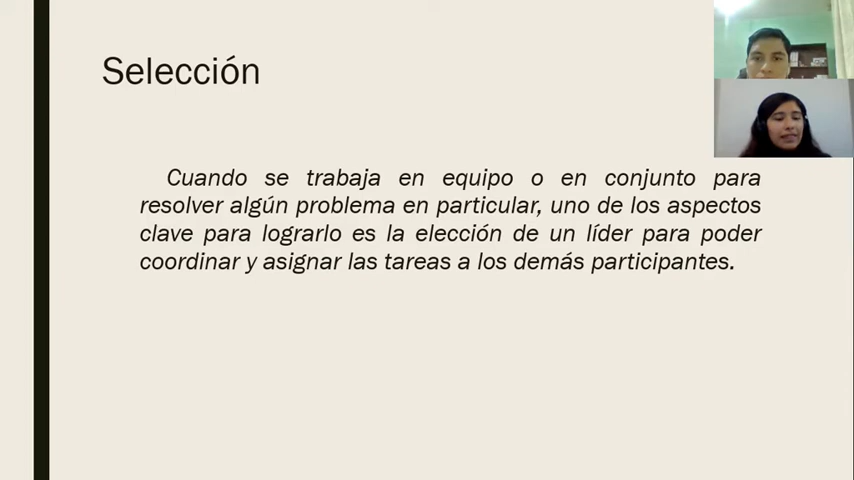 Selección
Cuando se trabaja en equipo o en conjunto para
resolver algún problema en particular, uno de los aspectos
clave para lograrlo es la elección de un líder para poder
coordinar y asignar las tareas a los demás participantes.